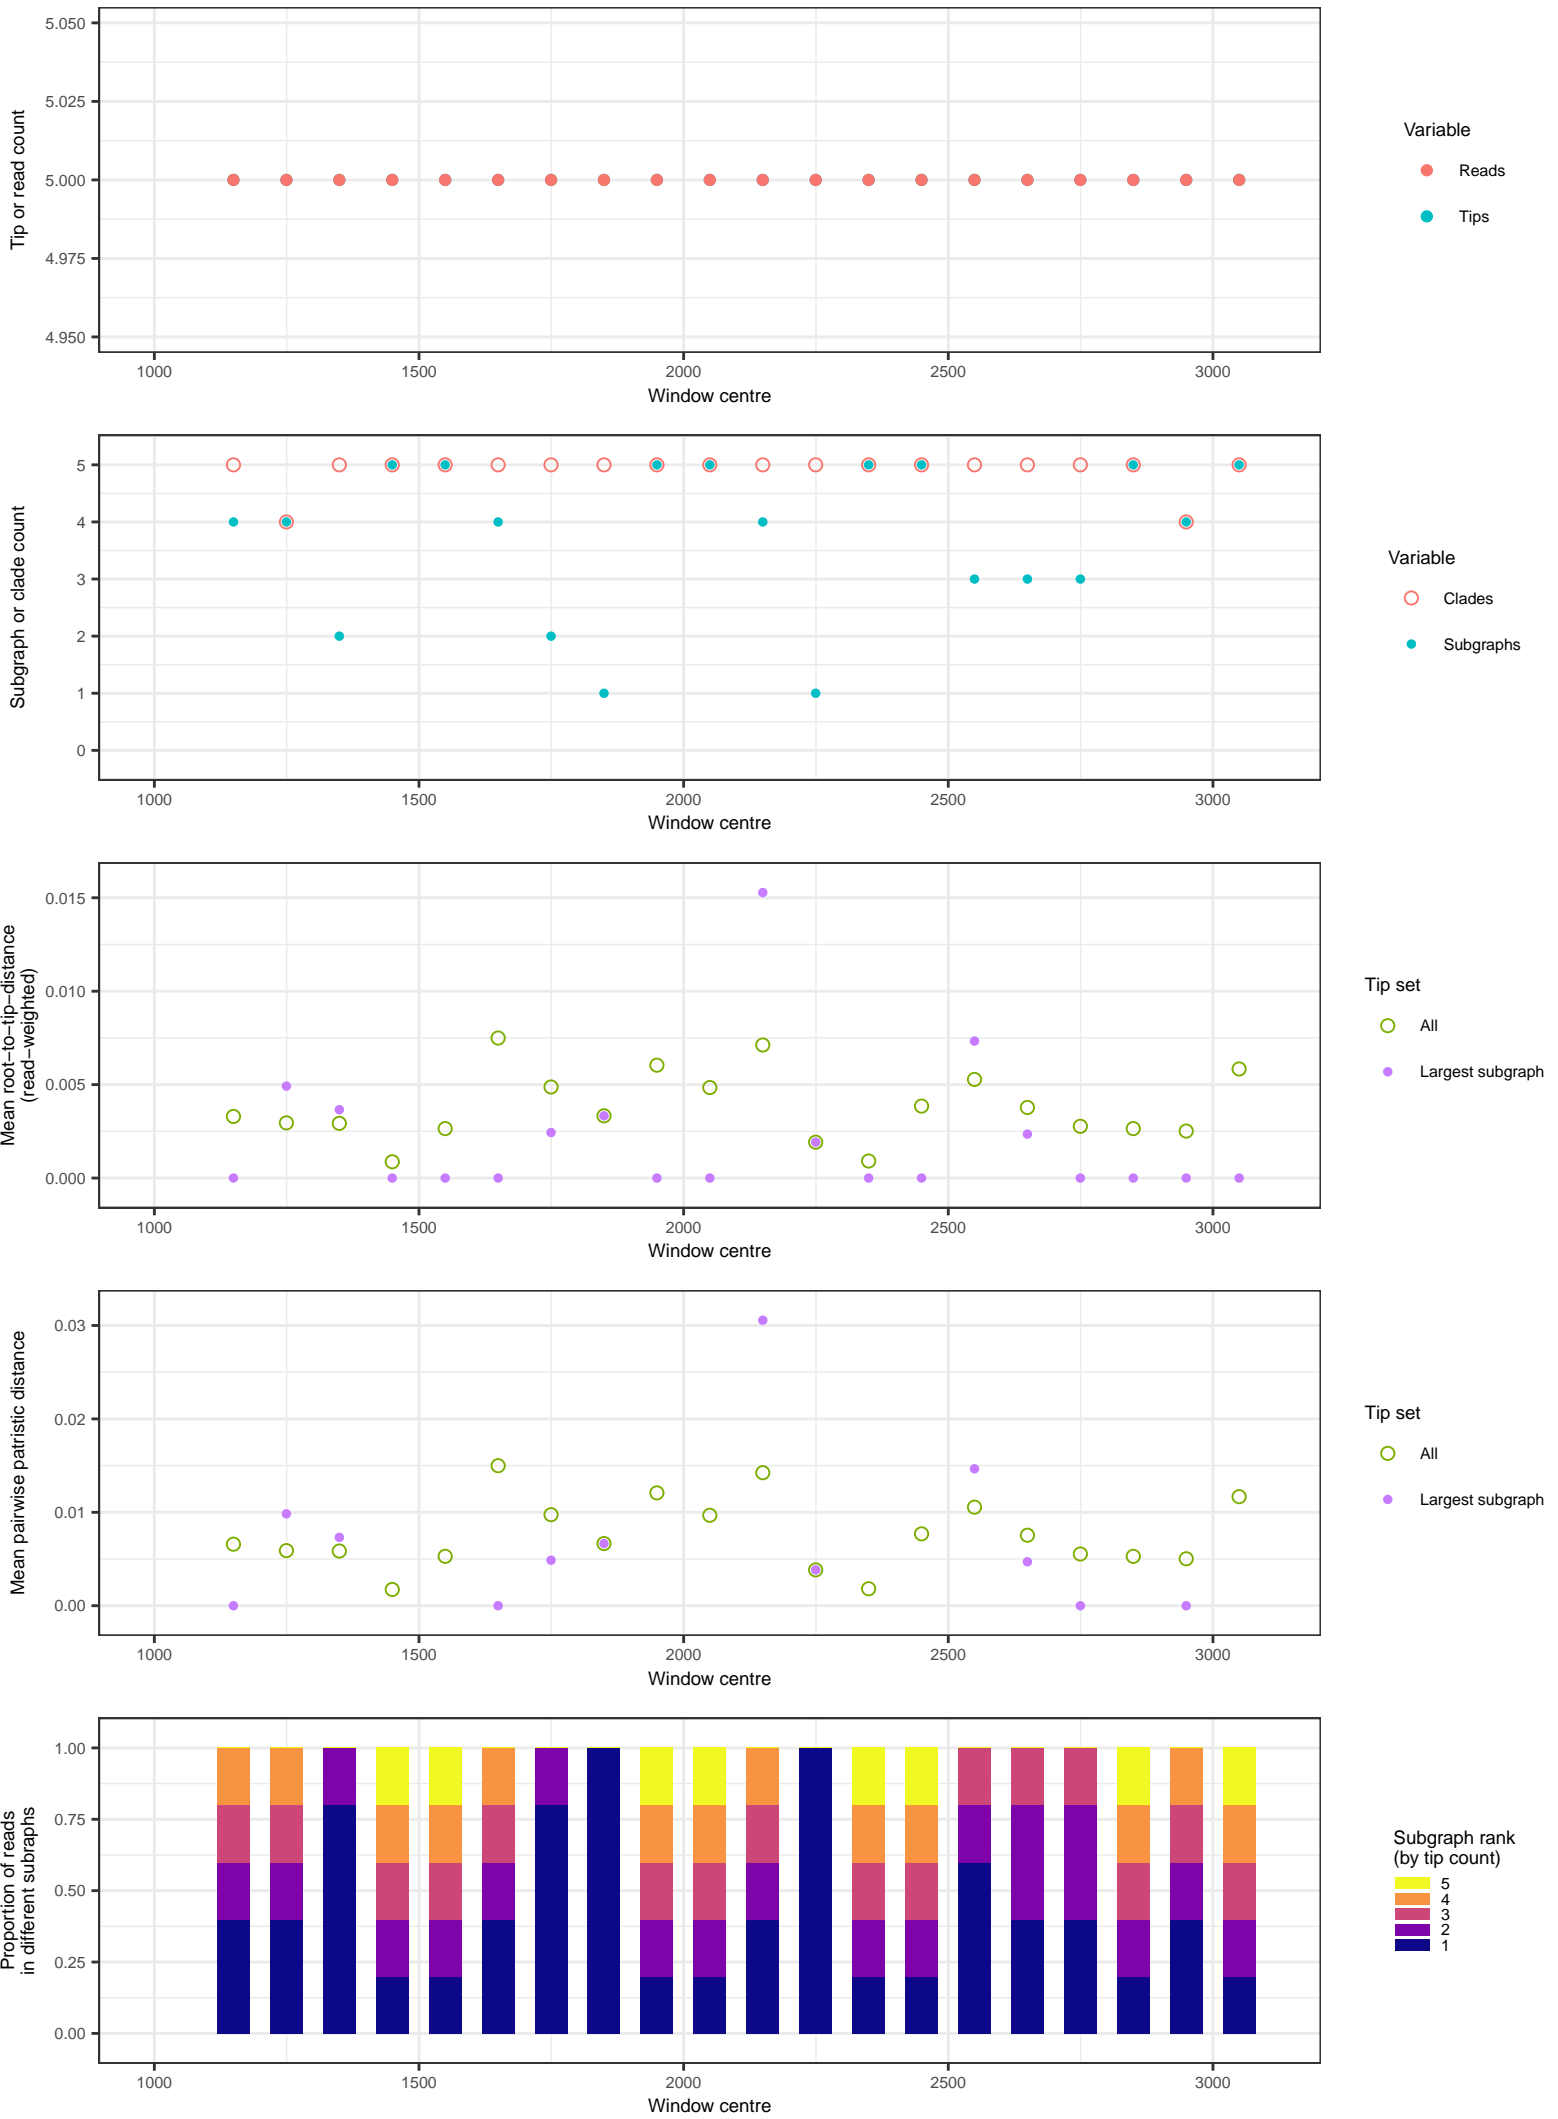 5.050
5.025
5.000
4.975
4.950
Tip or read count
1000 1500 2000 2500 3000
Window centre
Variable
Reads
Tips
5
4
3
2
1
0
Subgraph or clade count
1000 1500 2000 2500 3000
Window centre
Variable
Clades
Subgraphs
0.015
0.010
0.005
0.000
Mean root−to−tip−distance
(read−weighted)
1000 1500 2000 2500 3000
Window centre
Tip set
All
Largest subgraph
0.03
0.02
0.01
0.00
Mean pairwise patristic distance
1000 1500 2000 2500 3000
Window centre
Tip set
All
Largest subgraph
1.00
0.75
0.50
0.25
0.00
Proportion of reads
in different subraphs
1000 1500 2000 2500 3000
Window centre
Subgraph rank
(by tip count)
5
4
3
2
1